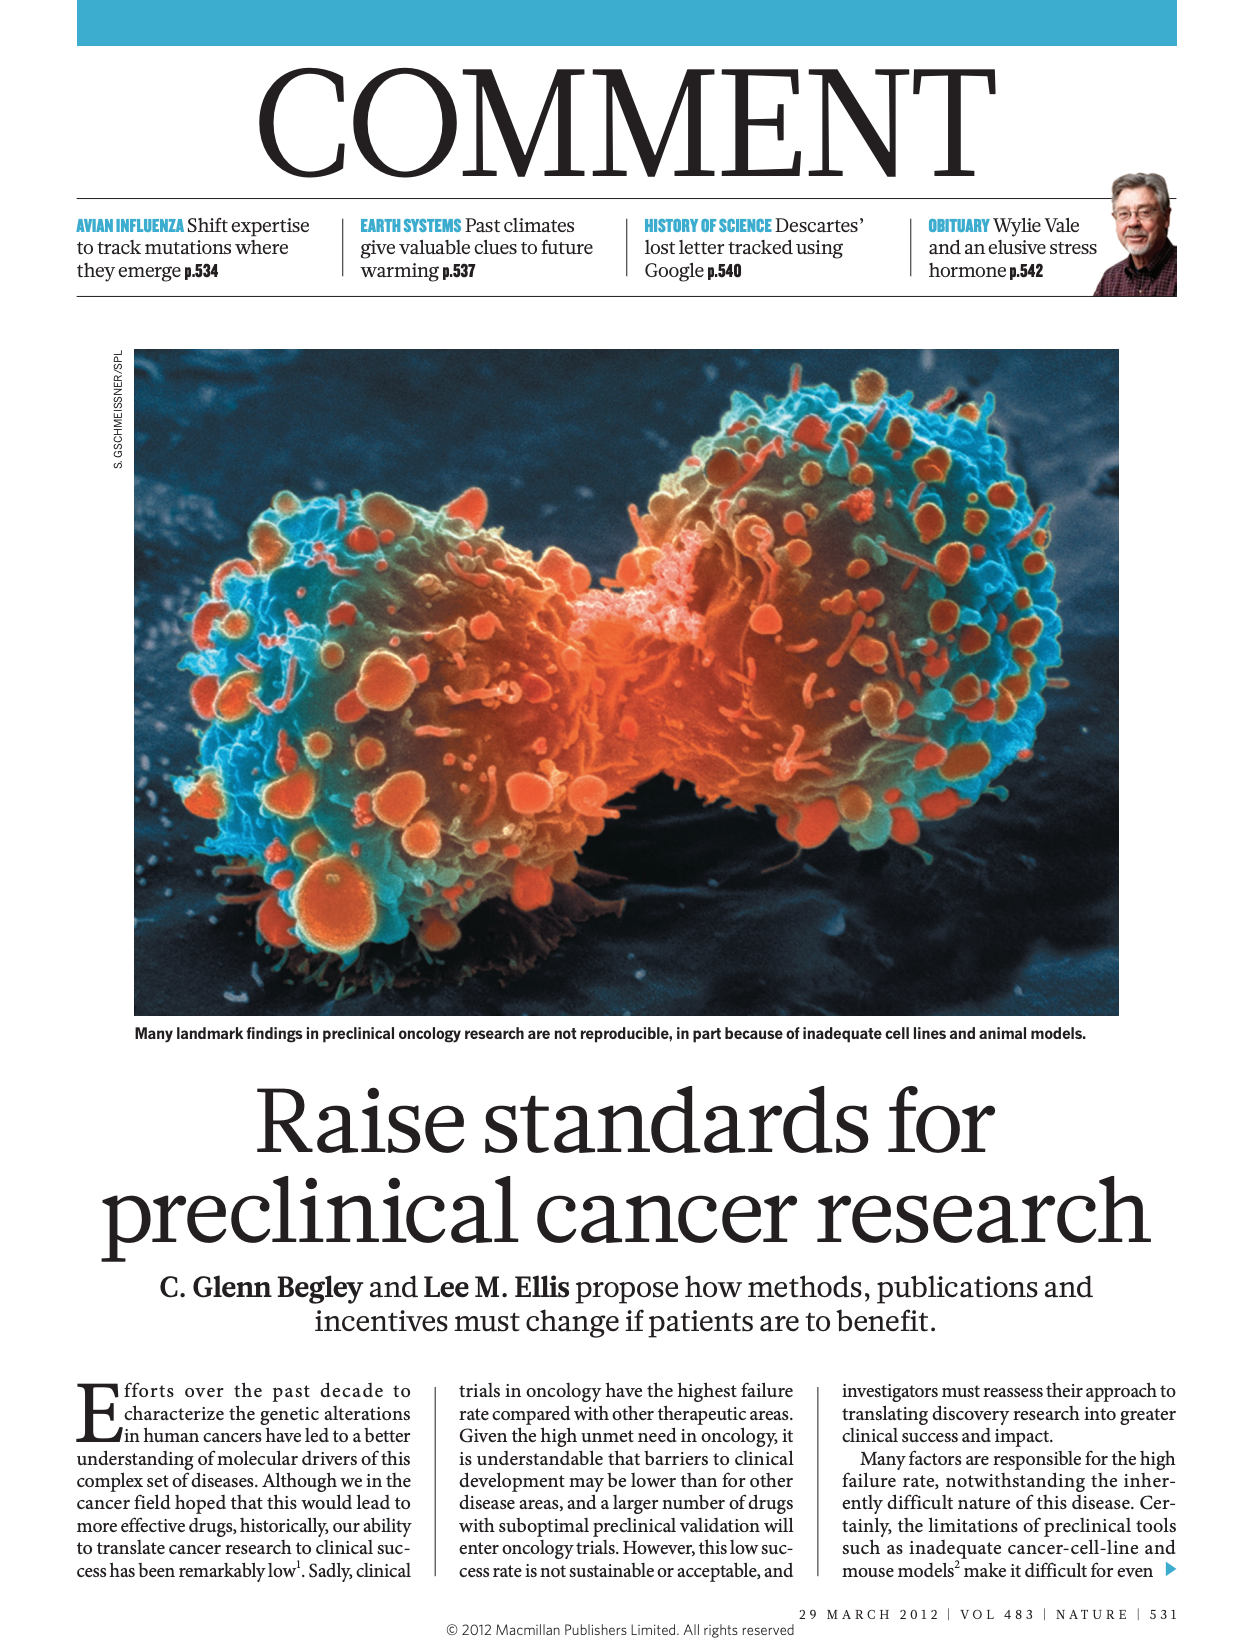 COMMENT
AVIAN INFLUENZA Shift expertise
to track mutations where
they emerge p.534
EARTH SYSTEMS Past climates
give valuable clues to future
warming p.537
HISTORY OF SCIENCE Descartes’
lost letter tracked using
Google p.540
OBITUARY Wylie Vale
and an elusive stress
hormone p.542
S. GSCHMEISSNER/SPL
Many landmark findings in preclinical oncology research are not reproducible, in part because of inadequate cell lines and animal models.
Raise standards for
preclinical cancer research
C. Glenn Begley and Lee M. Ellis propose how methods, publications and
incentives must change if patients are to benefit.
Efforts over the past decade to
characterize the genetic alterations
in human cancers have led to a better
understanding of molecular drivers of this
complex set of diseases. Although we in the
cancer field hoped that this would lead to
more effective drugs, historically, our ability
to translate cancer research to clinical suc-
cess has been remarkably low1. Sadly, clinical
trials in oncology have the highest failure
rate compared with other therapeutic areas.
Given the high unmet need in oncology, it
is understandable that barriers to clinical
development may be lower than for other
disease areas, and a larger number of drugs
with suboptimal preclinical validation will
enter oncology trials. However, this low suc-
cess rate is not sustainable or acceptable, and
investigators must reassess their approach to
translating discovery research into greater
clinical success and impact.
Many factors are responsible for the high
failure rate, notwithstanding the inher-
ently difficult nature of this disease. Cer-
tainly, the limitations of preclinical tools
such as inadequate cancer-cell-line and
mouse models2 make it difficult for even
29 MARCH 2012 | VOL 483 | NATURE | 531
© 2012 Macmillan Publishers Limited. All rights reserved